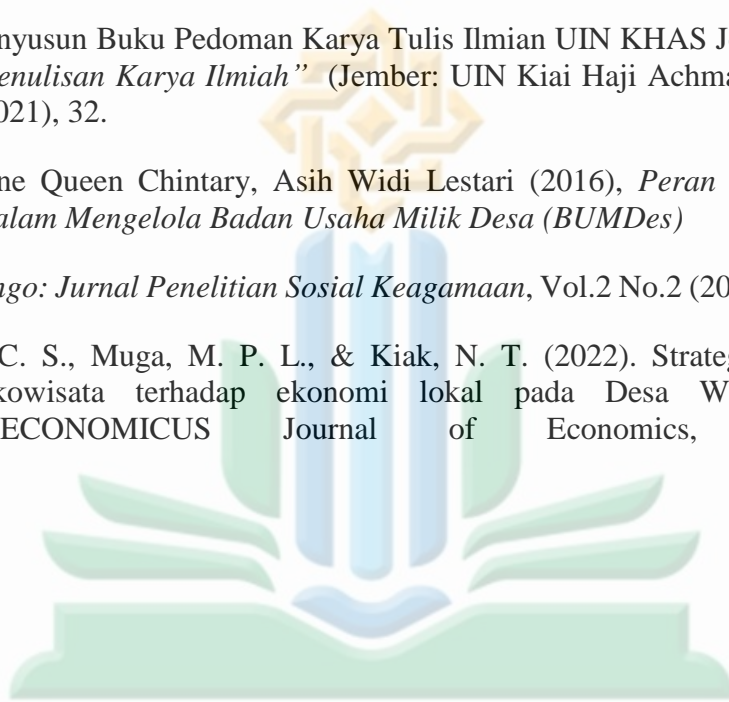 nyusun Buku Pedoman Karya Tulis Ilmian UIN KHAS J
enulisan Karya Ilmiah” (Jember: UIN Kiai Haji Achma
021), 32.
ne Queen Chintary, Asih Widi Lestari (2016), Peran
alam Mengelola Badan Usaha Milik Desa (BUMDes)
ngo: Jurnal Penelitian Sosial Keagamaan, Vol.2 No.2 (20
C. S., Muga, M. P. L., & Kiak, N. T. (2022). Strateg
kowisata terhadap ekonomi lokal pada Desa W
ECONOMICUS Journal of Economics,